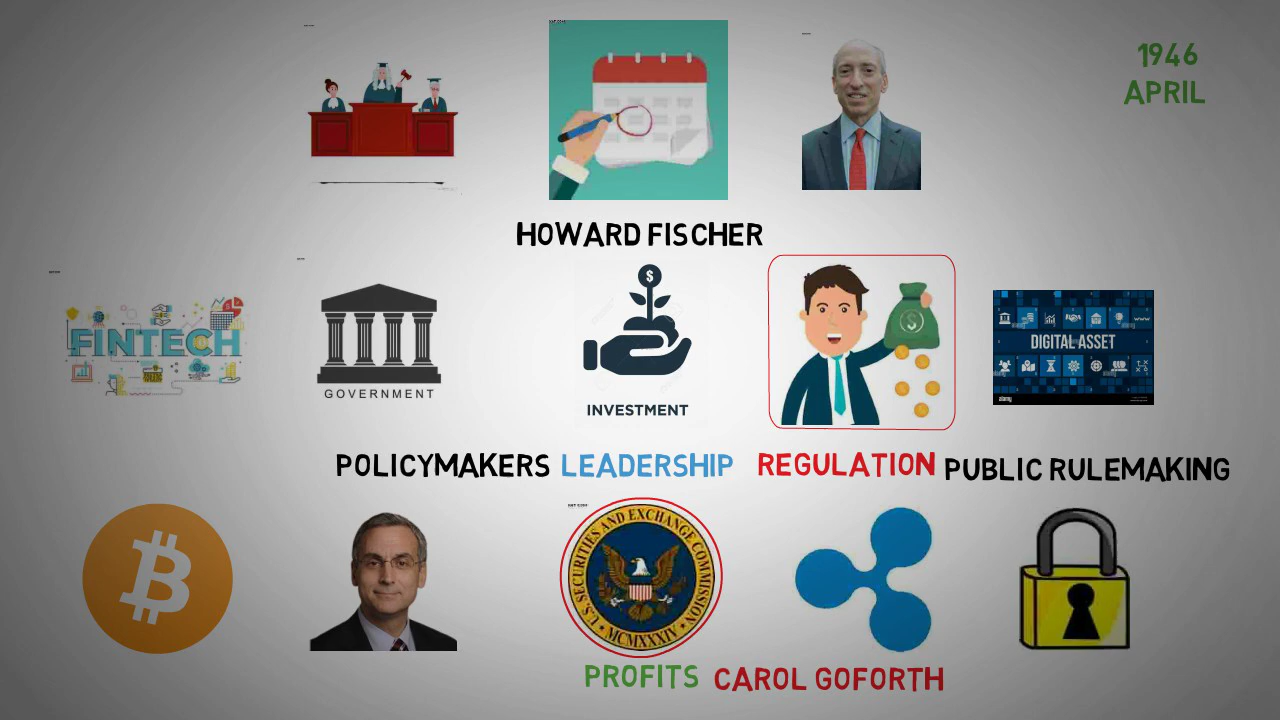 1946
APRIL
HOWARD FISCHER
FINTECH
GOVERNMENT
$
INVESTMENT
$
DIGITAL ASSET
alamy
POLICYMAKERS LEADERSHIP REGULATION PUBLIC RULEMAKING
U.S. SECURITIES AND EXCHANGE COMMISSION
MCMXXXIV
PROFITS CAROL GOFORTH